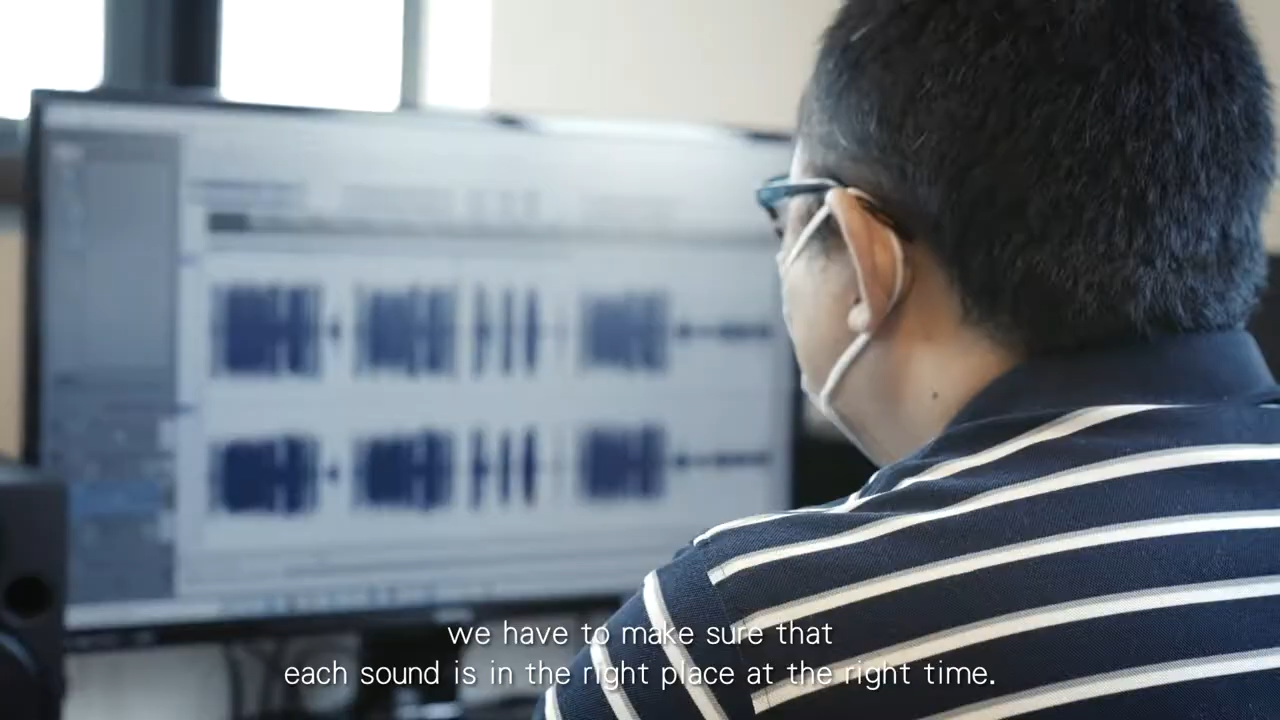 we have to make sure that
each sound is in the right place at the right time.